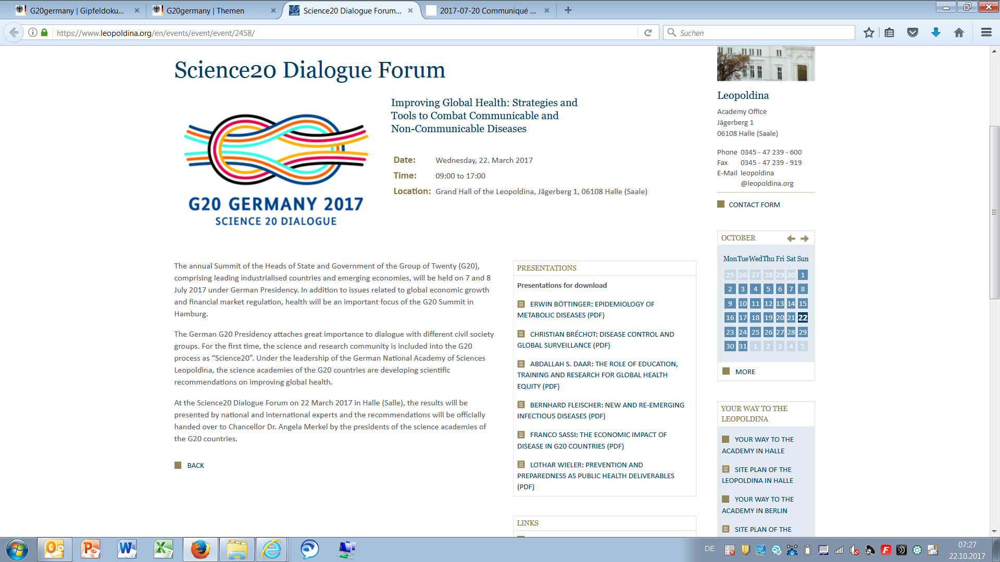 G20germany | Gipfeldoku...
G20germany | Themen
Science20 Dialogue Forum...
2017-07-20 Communiqué ...
https://www.leopoldina.org/en/events/event/event/2458/
Suchen
Science20 Dialogue Forum
G20 GERMANY 2017
SCIENCE 20 DIALOGUE
Improving Global Health: Strategies and
Tools to Combat Communicable and
Non-Communicable Diseases
Date: Wednesday, 22. March 2017
Time: 09:00 to 17:00
Location: Grand Hall of the Leopoldina, Jägerberg 1, 06108 Halle (Saale)
The annual Summit of the Heads of State and Government of the Group of Twenty (G20),
comprising leading industrialised countries and emerging economies, will be held on 7 and 8
July 2017 under German Presidency. In addition to issues related to global economic growth
and financial market regulation, health will be an important focus of the G20 Summit in
Hamburg.
The German G20 Presidency attaches great importance to dialogue with different civil society
groups. For the first time, the science and research community is included into the G20
process as “Science20”. Under the leadership of the German National Academy of Sciences
Leopoldina, the science academies of the G20 countries are developing scientific
recommendations on improving global health.
At the Science20 Dialogue Forum on 22 March 2017 in Halle (Salle), the results will be
presented by national and international experts and the recommendations will be officially
handed over to Chancellor Dr. Angela Merkel by the presidents of the science academies of
the G20 countries.
BACK
PRESENTATIONS
Presentations for download
ERWIN BÖTTINGER: EPIDEMIOLOGY OF
METABOLIC DISEASES (PDF)
CHRISTIAN BRÉCHOT: DISEASE CONTROL AND
GLOBAL SURVEILLANCE (PDF)
ABDALLAH S. DAAR: THE ROLE OF EDUCATION,
TRAINING AND RESEARCH FOR GLOBAL HEALTH
EQUITY (PDF)
BERNHARD FLEISCHER: NEW AND RE-EMERGING
INFECTIOUS DISEASES (PDF)
FRANCO SASSI: THE ECONOMIC IMPACT OF
DISEASE IN G20 COUNTRIES (PDF)
LOTHAR WIELER: PREVENTION AND
PREPAREDNESS AS PUBLIC HEALTH DELIVERABLES
(PDF)
LINKS
Leopoldina
Academy Office
Jägerberg 1
06108 Halle (Saale)
Phone 0345 - 47 239 - 600
Fax 0345 - 47 239 - 919
E-Mail leopoldina
@leopoldina.org
CONTACT FORM
OCTOBER
Mon Tue Wed Thu Fri Sat Sun
25 26 27 28 29 30 1
2 3 4 5 6 7 8
9 10 11 12 13 14 15
16 17 18 19 20 21 22
23 24 25 26 27 28 29
30 31 1 2 3 4 5
MORE
YOUR WAY TO THE
LEOPOLDINA
YOUR WAY TO THE
ACADEMY IN HALLE
SITE PLAN OF THE
LEOPOLDINA IN HALLE
YOUR WAY TO THE
ACADEMY IN BERLIN
SITE PLAN OF THE
DE
07:27
22.10.2017